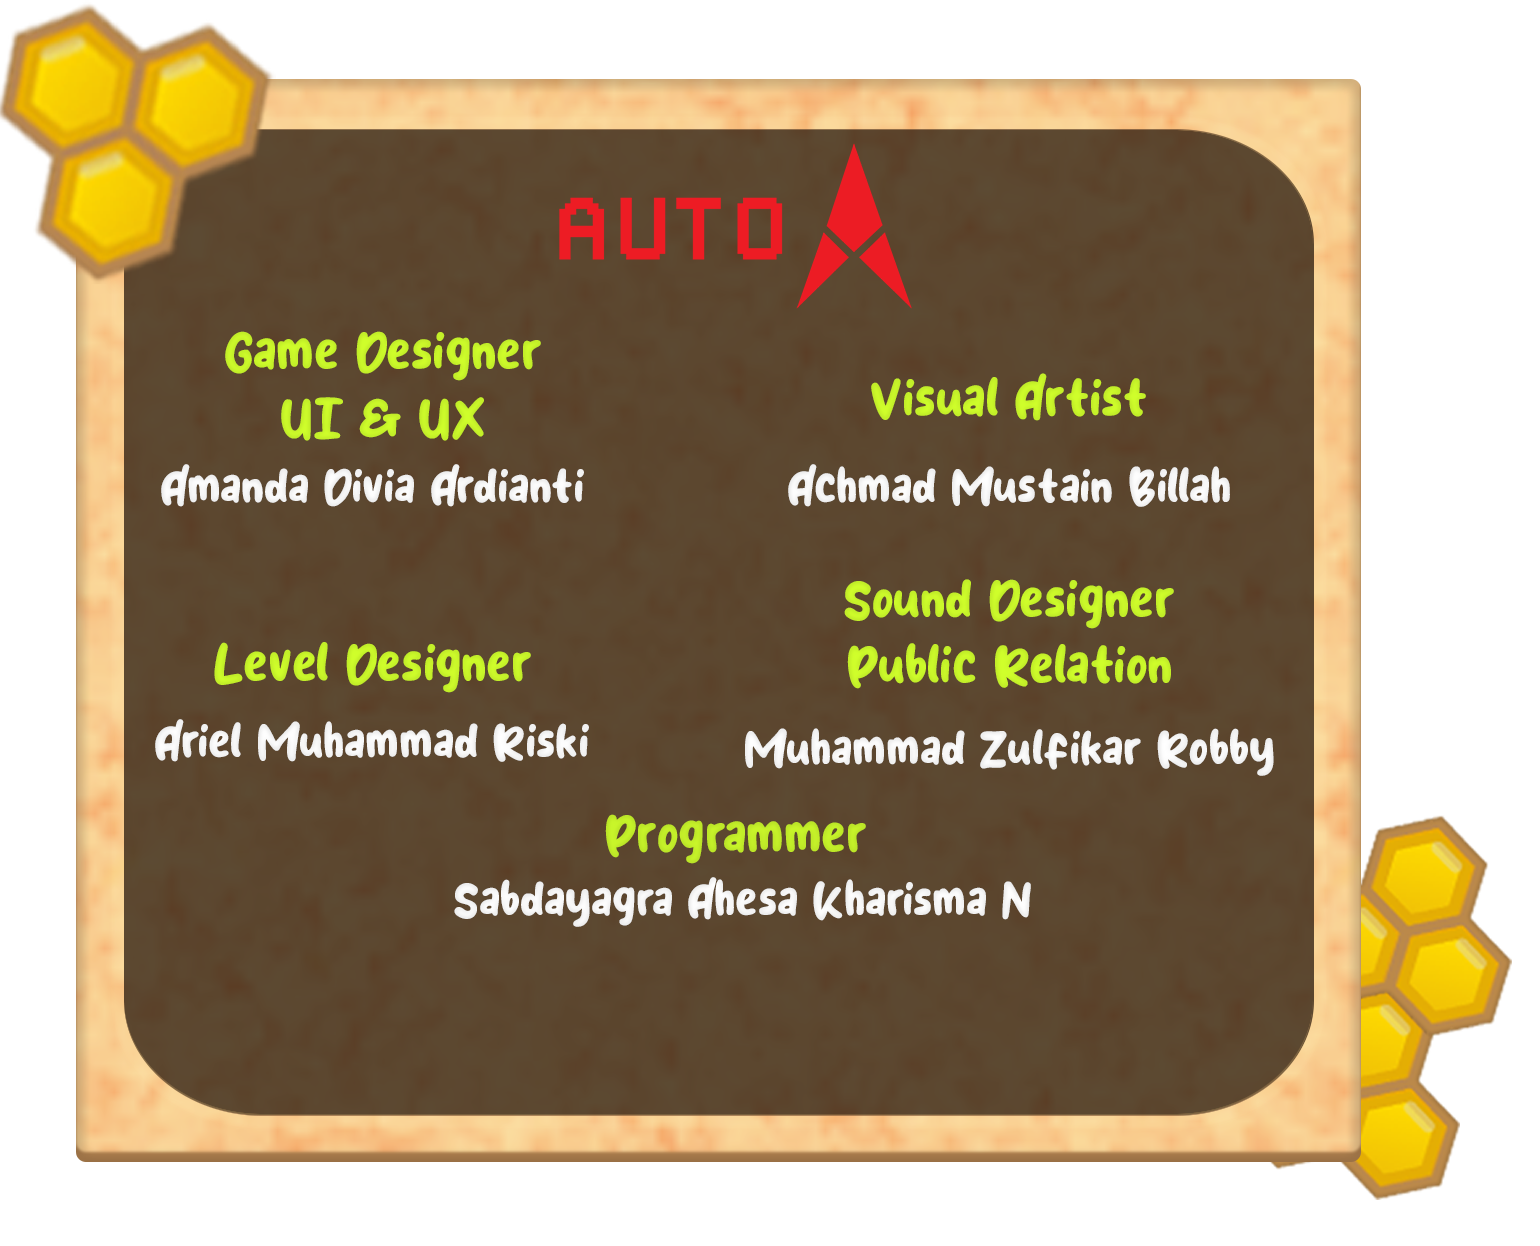 AUTO
Game Designer
UI & UX
Amanda Divia Ardianti
Visual Artist
Achmad Mustain Billah
Level Designer
Ariel Muhammad Riski
Sound Designer
Public Relation
Muhammad Zulfikar Robby
Programmer
Sabdayagra Ahesa Kharisma N